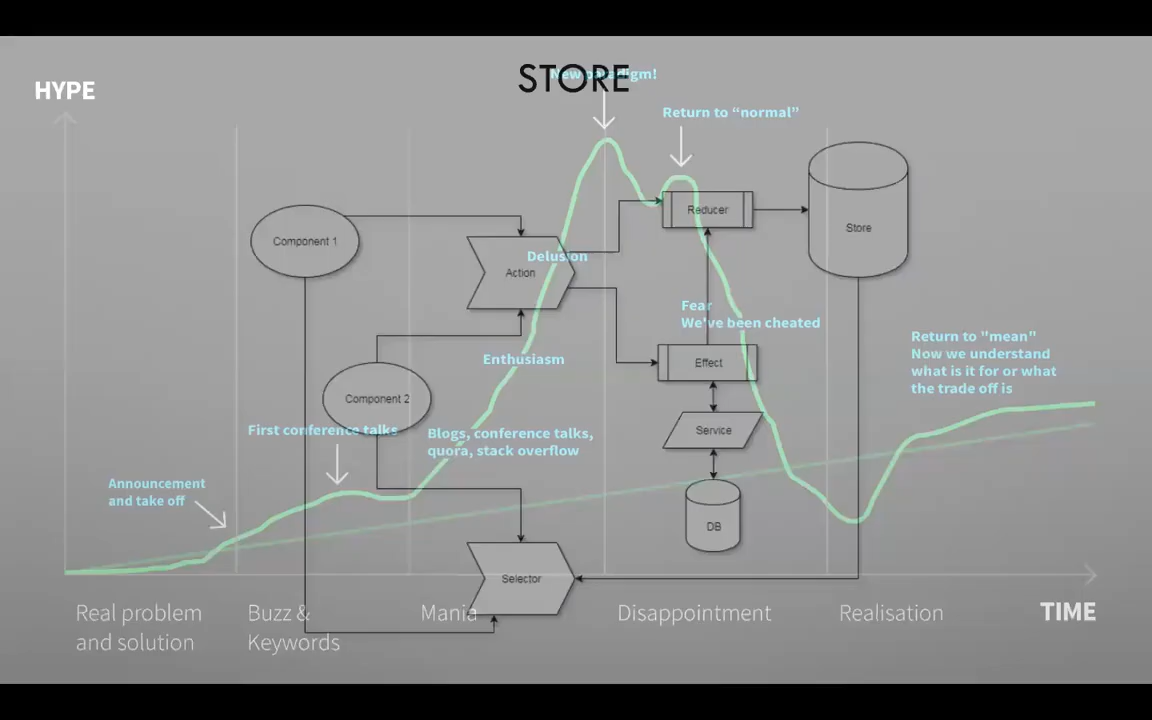 STORE
New paradigm!
HYPE
Return to “normal”
Reducer
Store
Component 1
Action
Delusion
Fear
We've been cheated
Return to "mean"
Now we understand
what is it for or what
the trade off is
Enthusiasm
Effect
Component 2
First conference talks
Blogs, conference talks,
quora, stack overflow
Service
Announcement
and take off
DB
Selector
Real problem
and solution
Buzz &
Keywords
Mania
Disappointment
Realisation
TIME